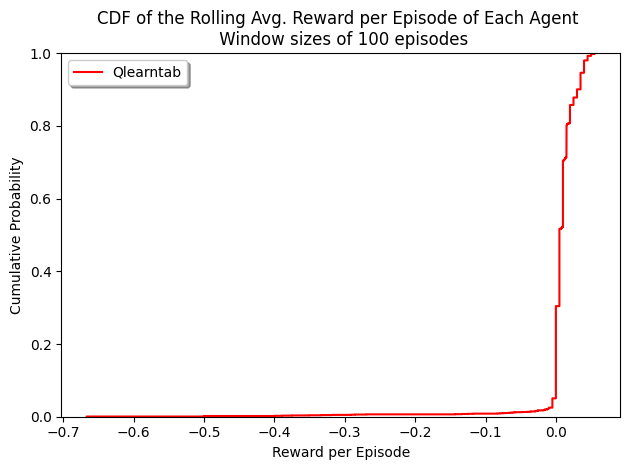 CDF of the Rolling Avg. Reward per Episode of Each Agent
Window sizes of 100 episodes
Qlearntab
Cumulative Probability
1.0
0.8
0.6
0.4
0.2
0.0
−0.7 −0.6 −0.5 −0.4 −0.3 −0.2 −0.1 0.0
Reward per Episode